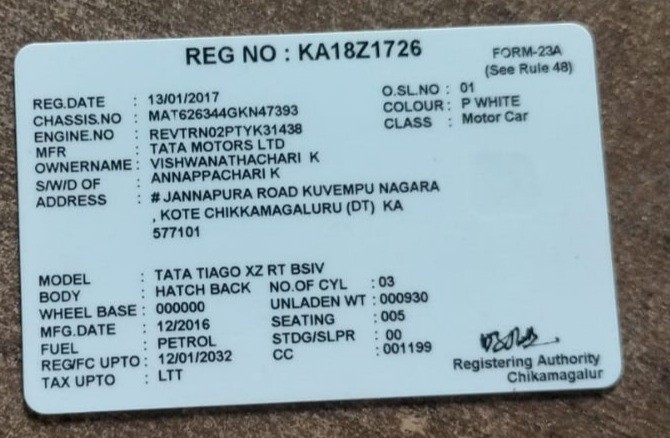 REG NO : KA18Z1726
FORM-23A
(See Rule 48)
REG.DATE : 13/01/2017 O.SL.NO : 01
CHASSIS.NO : MAT626344GKN47393 COLOUR : P WHITE
ENGINE.NO : REVTRN02PTYK31438 CLASS : Motor Car
MFR : TATA MOTORS LTD
OWNERNAME : VISHWANATHACHARI K
S/W/D OF : ANNAPPACHARI K
ADDRESS : # JANNAPURA ROAD KUVEMPU NAGARA
, KOTE CHIKKAMAGALURU (DT) KA
577101
MODEL : TATA TIAGO XZ RT BSIV
BODY : HATCH BACK NO.OF CYL : 03
WHEEL BASE : 000000 UNLADEN WT : 000930
MFG.DATE : 12/2016 SEATING : 005
FUEL : PETROL STDG/SLPR : 00
REG/FC UPTO : 12/01/2032 CC : 001199
TAX UPTO : LTT
Registering Authority
Chikamagalur